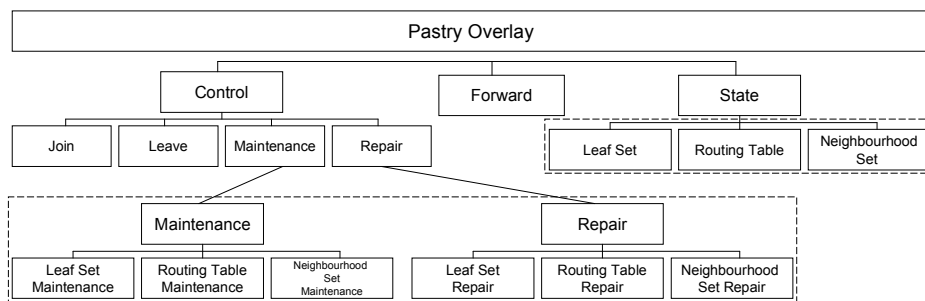 Pastry Overlay
Control
Forward
State
Join
Leave
Maintenance
Repair
Leaf Set
Routing Table
Neighbourhood
Set
Maintenance
Repair
Leaf Set
Maintenance
Routing Table
Maintenance
Neighbourhood
Set
Maintenance
Leaf Set
Repair
Routing Table
Repair
Neighbourhood
Set Repair